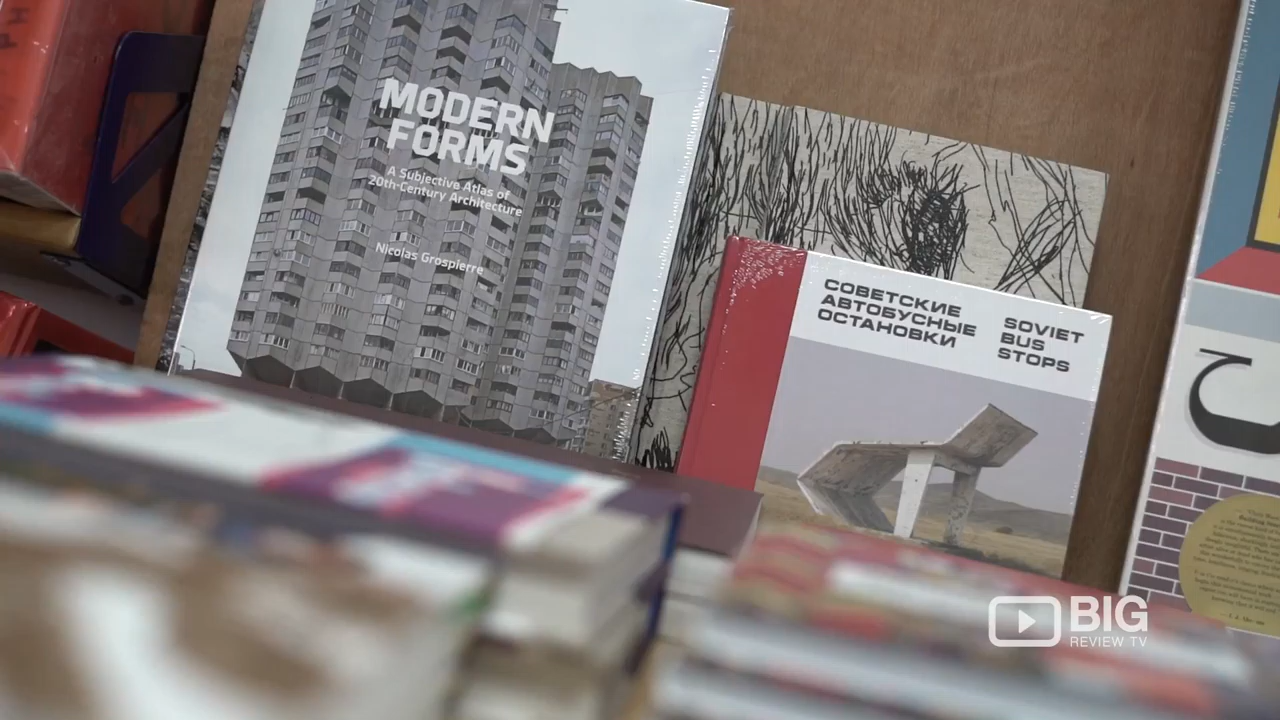 MODERN
FORMS
A Subjective Atlas of
20th-Century Architecture
Nicolas Grospierre
СОВЕТСКИЕ
АВТОБУСНЫЕ
ОСТАНОВКИ
SOVIET
BUS
STOPS
BIG
REVIEW TV